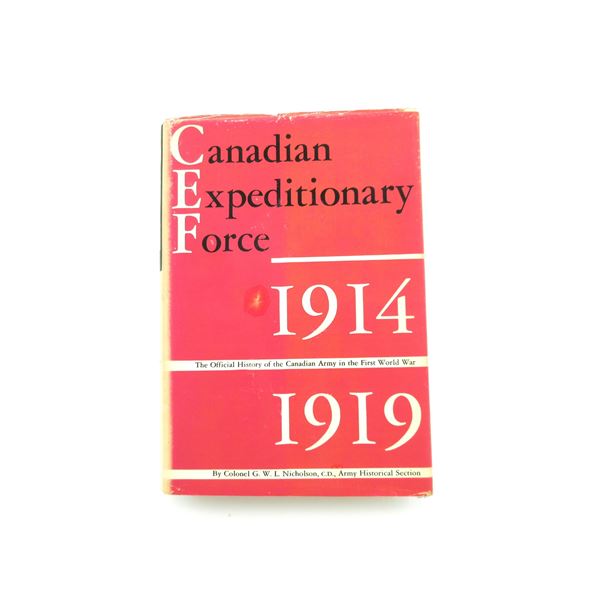 Canadian
Expeditionary
Force
1914
The Official History of the Canadian Army in the First World War
1919
By Colonel G. W. L. Nicholson, C.D., Army Historical Section